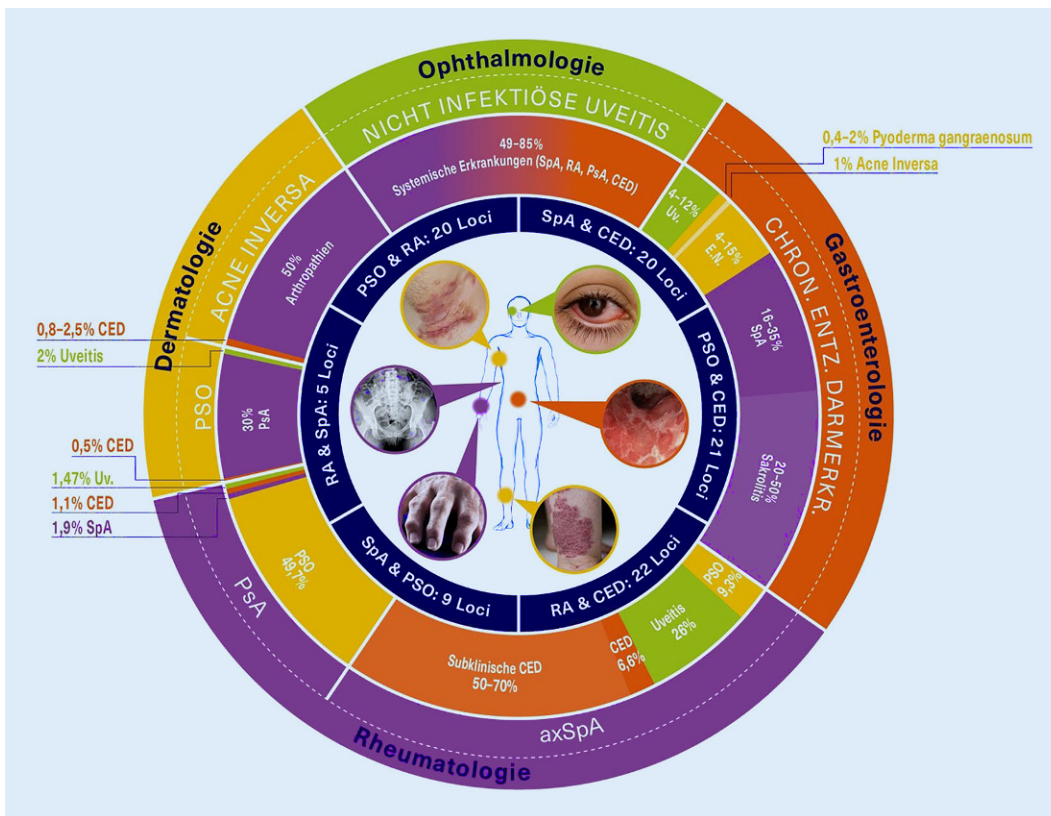 Ophthalmologie
NICHT INFEKTIÖSE UVEITIS
49–85%
Systemische Erkrankungen (SpA, RA, PsA, CED)
0,4–2% Pyoderma gangraenosum
1% Acne Inversa
Gastroenterologie
CHRON. ENTZ. DARMERKR.
4–12%
Uv.
4–15%
E.N.
16-35%
SpA
20-50%
Sakroitis
Rheumatologie
axSpA
PSO
9,3%
Uveitis
26%
CED
6,6%
Subklinische CED
50–70%
PsA
PSO
49,7%
0,5% CED
1,47% Uv.
1,1% CED
1,9% SpA
Dermatologie
PSO
30%
PsA
0,8–2,5% CED
2% Uveitis
ACNE INVERSA
50%
Arthropathien
PSO & RA: 20 Loci
SpA & CED: 20 Loci
PSO & CED: 21 Loci
RA & CED: 22 Loci
SpA & PSO: 9 Loci
RA & SpA: 5 Loci